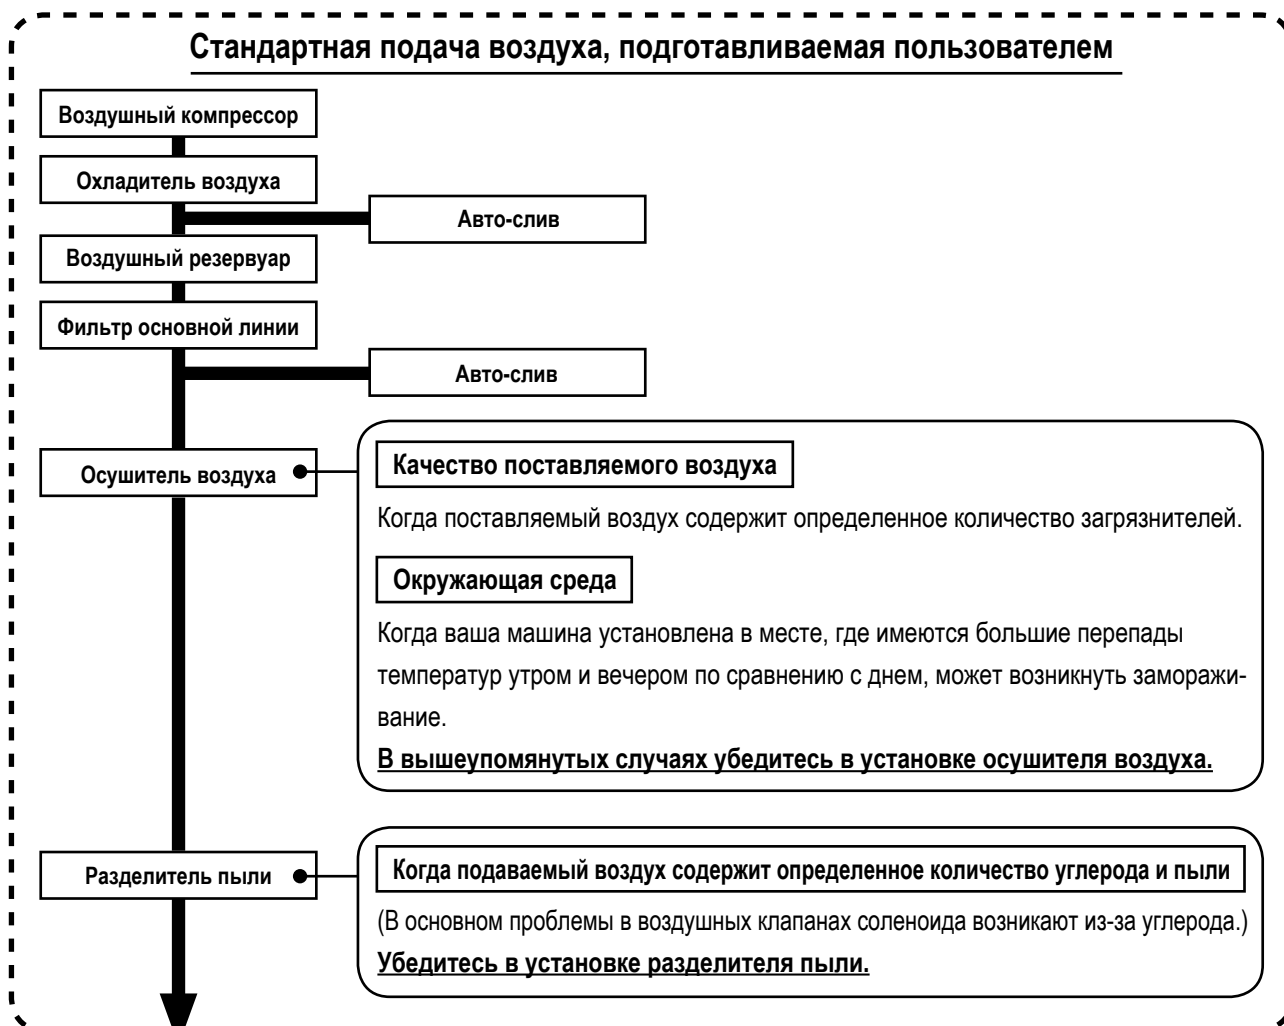 Стандартная подача воздуха, подготавливаемая пользователем
Воздушный компрессор
Охладитель воздуха
Авто-слив
Воздушный резервуар
Фильтр основной линии
Авто-слив
Осушитель воздуха
Качество поставляемого воздуха
Когда поставляемый воздух содержит определенное количество загрязнителей.
Окружающая среда
Когда ваша машина установлена в месте, где имеются большие перепады
температур утром и вечером по сравнению с днем, может возникнуть заморажи-
вание.
В вышеупомянутых случаях убедитесь в установке осушителя воздуха.
Разделитель пыли
Когда подаваемый воздух содержит определенное количество углерода и пыли
(В основном проблемы в воздушных клапанах соленоида возникают из-за углерода.)
Убедитесь в установке разделителя пыли.